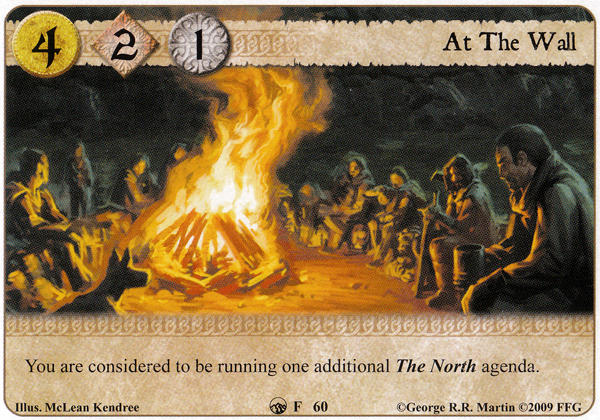 4 2 1 At The Wall
You are considered to be running one additional The North agenda.
Illus. McLean Kendree F 60 ©George R.R. Martin ©2009 FFG